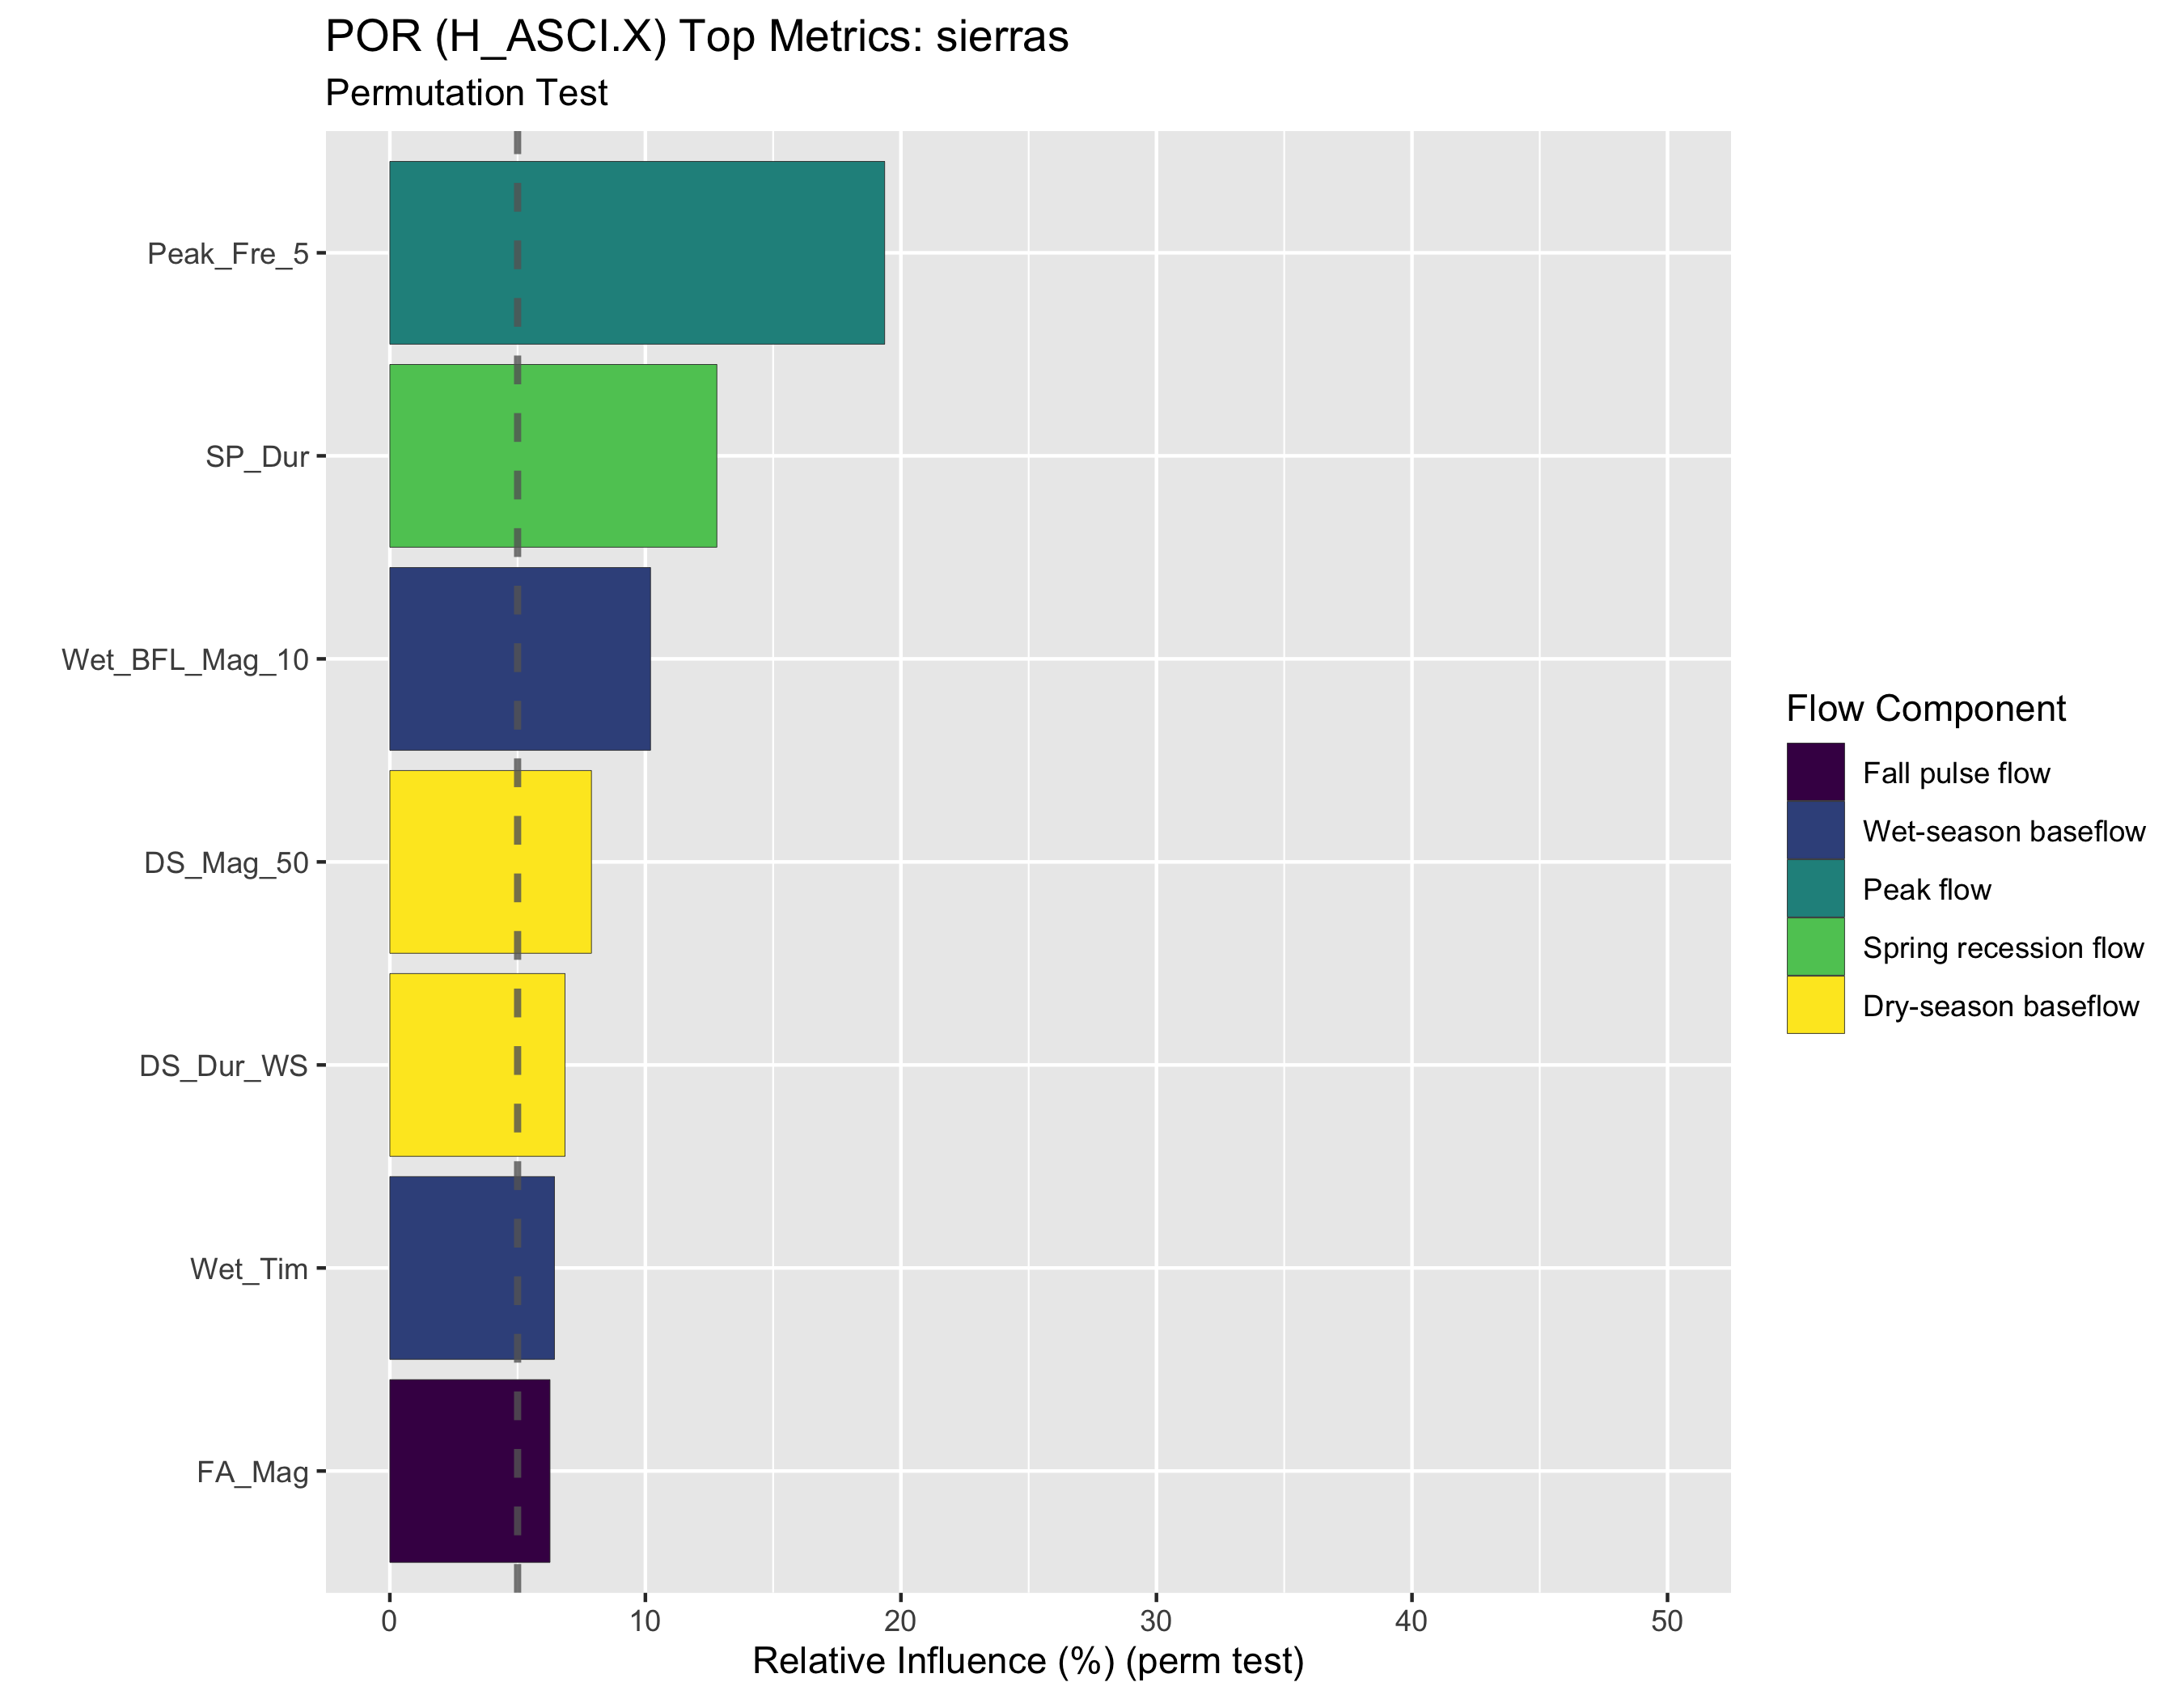 POR (H_ASCI.X) Top Metrics: sierras
Permutation Test
Peak_Fre_5
SP_Dur
Wet_BFL_Mag_10
DS_Mag_50
DS_Dur_WS
Wet_Tim
FA_Mag
0 10 20 30 40 50
Relative Influence (%) (perm test)
Flow Component
Fall pulse flow
Wet-season baseflow
Peak flow
Spring recession flow
Dry-season baseflow